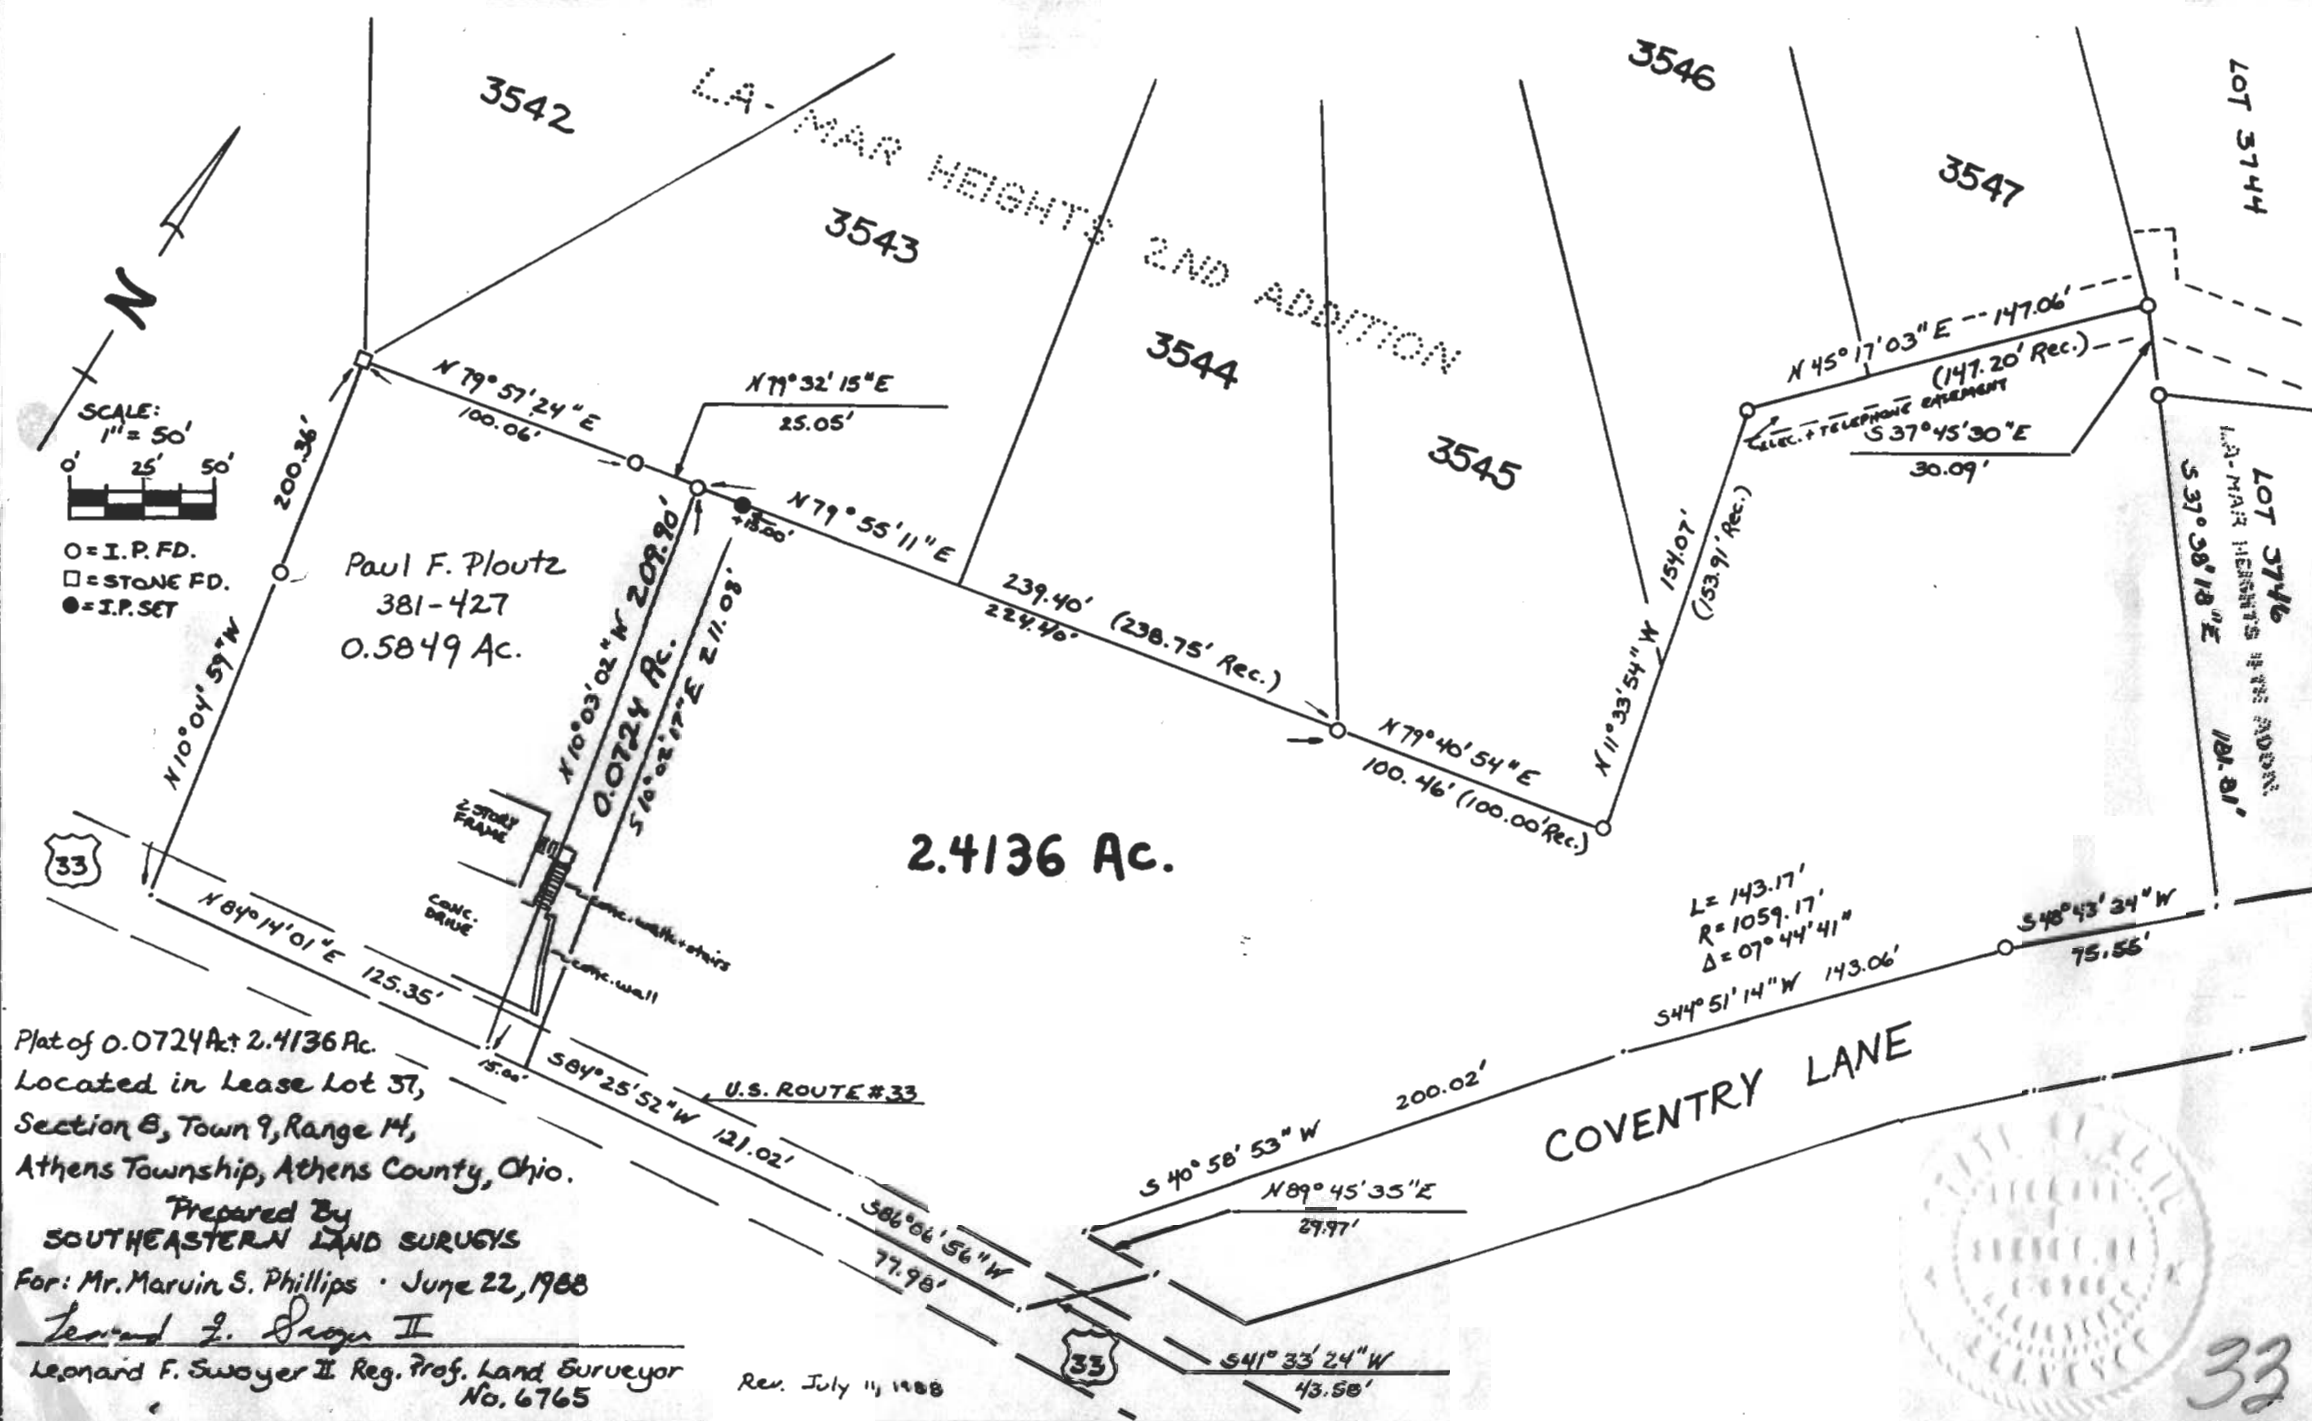 3542
LA-MAR HEIGHTS 2ND ADDITION
3543
3544
3545
3546
3547
LOT 3744
N
SCALE:
1"= 50'
0' 25' 50'
O = I.P. FD.
□ = STONE FD.
● = I.P. SET
200.36'
N 10° 04' 59" W
N 79° 57' 24" E
100.06'
N 79° 32' 15" E
25.05'
Paul F. Ploutz
381-427
0.5849 Ac.
N 10° 03' 02" W 209.90'
0.0724 Ac.
S 10° 02' 17" E 211.08'
+15.00'
N 79° 55' 11" E
239.40' (238.75' Rec.)
224.40'
N 79° 40' 54" E
100.46' (100.00' Rec.)
N 11° 33' 54" W 154.07'
(153.91' Rec.)
N 45° 17' 03" E 147.06'
(147.20' Rec.)
ELEC. + TELEPHONE EASEMENT
S 37° 45' 30" E
30.09'
S 37° 38' 18" E 181.81'
LOT 3746
LA-MAR HEIGHTS 4TH ADDN.
2 STORY
FRAME
CONC.
DRIVE
conc. walk + stairs
conc. wall
2.4136 Ac.
L= 143.17'
R= 1059.17'
Δ= 07° 44' 41"
S 48° 43' 34" W
75.55'
S 44° 51' 14" W 143.06'
COVENTRY LANE
S 40° 58' 53" W 200.02'
N 89° 45' 35" E
29.97'
33
N 84° 14' 01" E 125.35'
15.00'
S 84° 25' 52" W 121.02'
U.S. ROUTE #33
S 86° 06' 56" W
77.98'
33
S 41° 33' 24" W
43.58'
Plat of 0.0724 Ac + 2.4136 Ac.
Located in Lease Lot 37,
Section 8, Town 9, Range 14,
Athens Township, Athens County, Ohio.
Prepared By
SOUTHEASTERN LAND SURVEYS
For: Mr. Marvin S. Phillips · June 22, 1988
Leonard F. Swoyer II
Leonard F. Swoyer II Reg. Prof. Land Surveyor
No. 6765
Rev. July 11, 1988
33